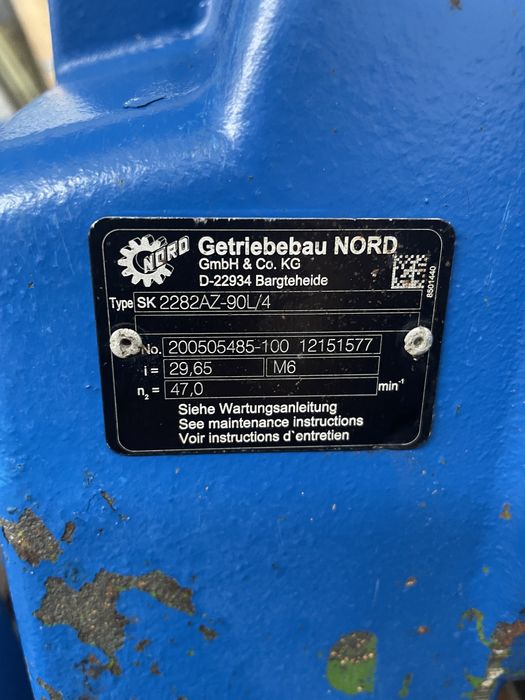 NORD
Getriebebau NORD
GmbH & Co. KG
D-22934 Bargteheide
8501440
Type SK 2282AZ-90L/4
No. 200505485-100 12151577
i = 29,65 M6
n₂ = 47,0 min⁻¹
Siehe Wartungsanleitung
See maintenance instructions
Voir instructions d`entretien